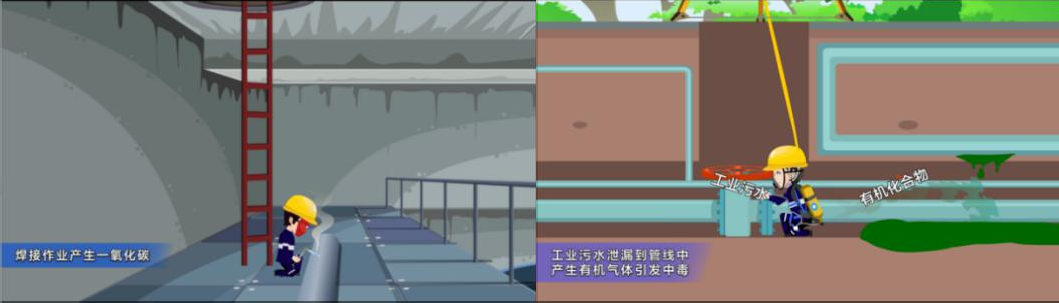 焊接作业产生一氧化碳
工业污水
有机化合物
工业污水泄漏到管线中
产生有机气体引发中毒